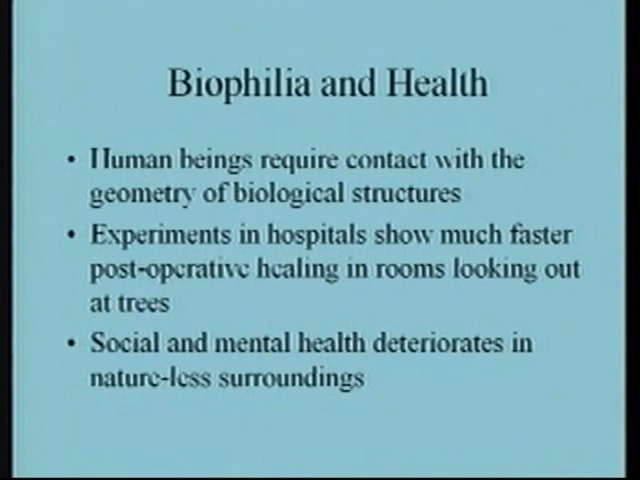 Biophilia and Health
• Human beings require contact with the
geometry of biological structures
• Experiments in hospitals show much faster
post-operative healing in rooms looking out
at trees
• Social and mental health deteriorates in
nature-less surroundings